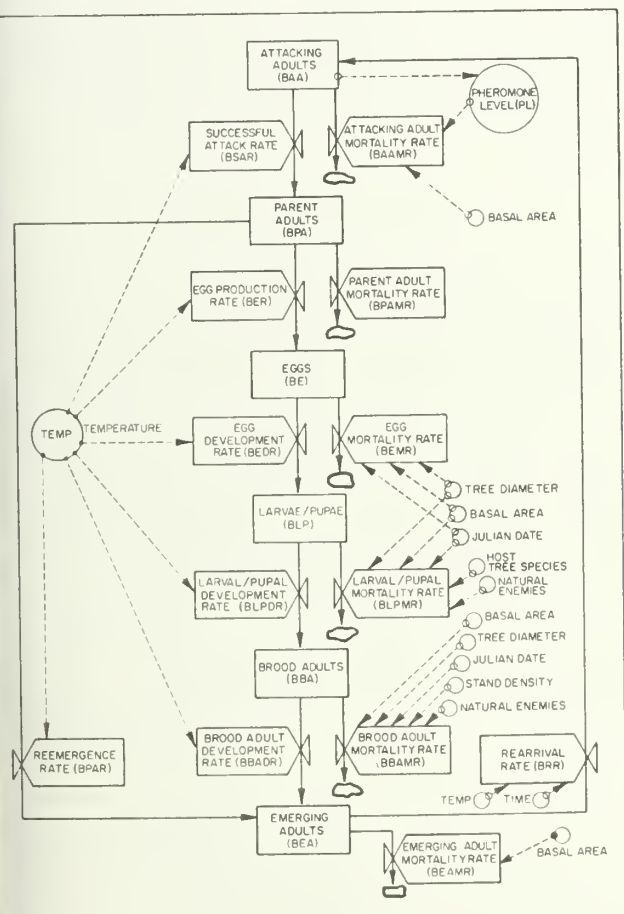 ATTACKING
ADULTS
(BAA)
PHEROMONE
LEVEL(PL)
SUCCESSFUL
ATTACK RATE
(BSAR)
ATTACKING ADULT
MORTALITY RATE
(BAAMR)
BASAL AREA
PARENT
ADULTS
(BPA)
EGG PRODUCTION
RATE (BER)
PARENT ADULT
MORTALITY RATE
(BPAMR)
EGGS
(BE)
TEMP
TEMPERATURE
EGG
DEVELOPMENT
RATE (BEDR)
EGG
MORTALITY RATE
(BEMR)
TREE DIAMETER
BASAL AREA
JULIAN DATE
LARVAE/PUPAE
(BLP)
HOST
TREE SPECIES
NATURAL
ENEMIES
LARVAL/PUPAL
DEVELOPMENT
RATE (BLPDR)
LARVAL/PUPAL
MORTALITY RATE
(BLPMR)
BASAL AREA
TREE DIAMETER
JULIAN DATE
STAND DENSITY
NATURAL ENEMIES
BROOD ADULTS
(BBA)
REEMERGENCE
RATE (BPAR)
BROOD ADULT
DEVELOPMENT
RATE (BBADR)
BROOD ADULT
MORTALITY RATE
(BBAMR)
REARRIVAL
RATE (BRR)
TEMP
TIME
EMERGING
ADULTS
(BEA)
EMERGING ADULT
MORTALITY RATE
(BEAMR)
BASAL AREA